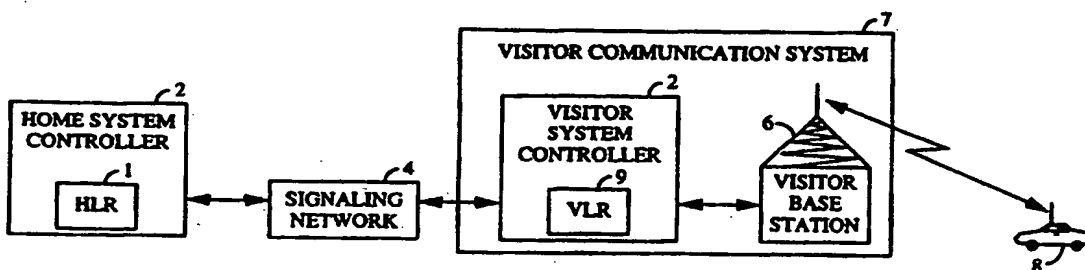 7
VISITOR COMMUNICATION SYSTEM
2
HOME SYSTEM
CONTROLLER
1
HLR
4
SIGNALING
NETWORK
2
VISITOR
SYSTEM
CONTROLLER
9
VLR
6
VISITOR
BASE
STATION
8